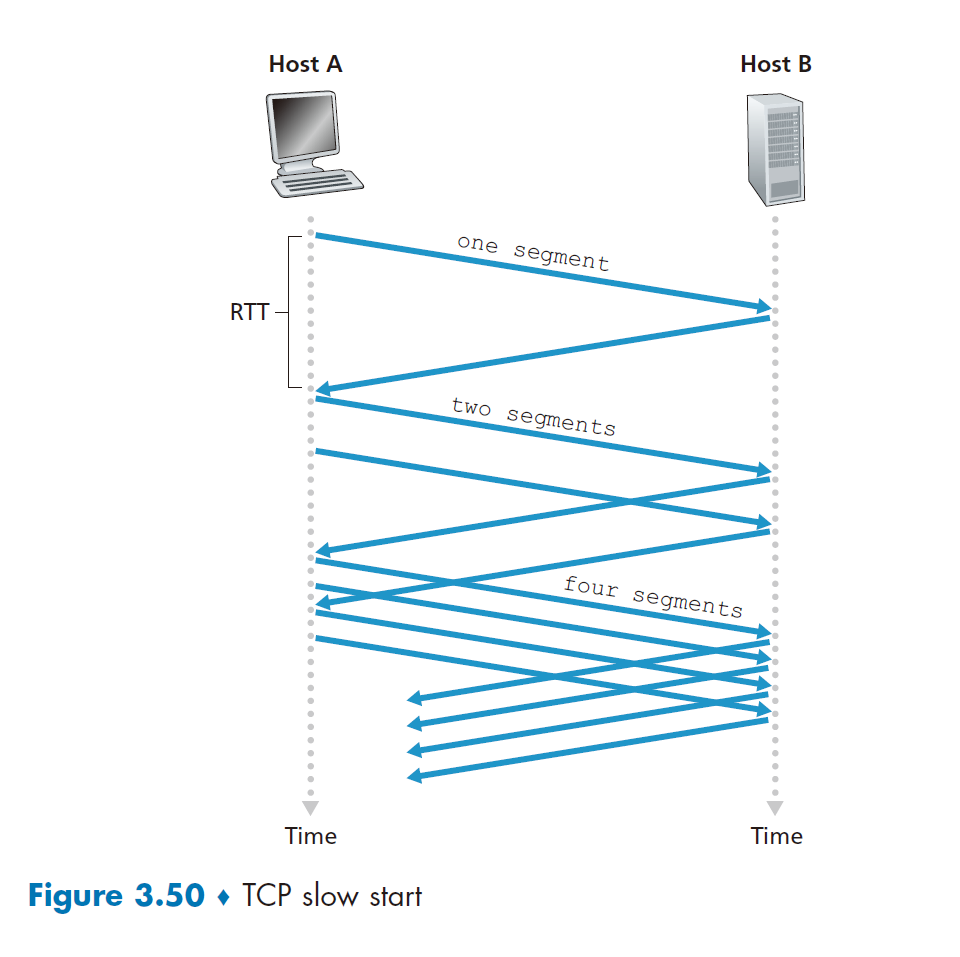 Host A
Host B
one segment
RTT
two segments
four segments
Time
Time
Figure 3.50 ♦ TCP slow start